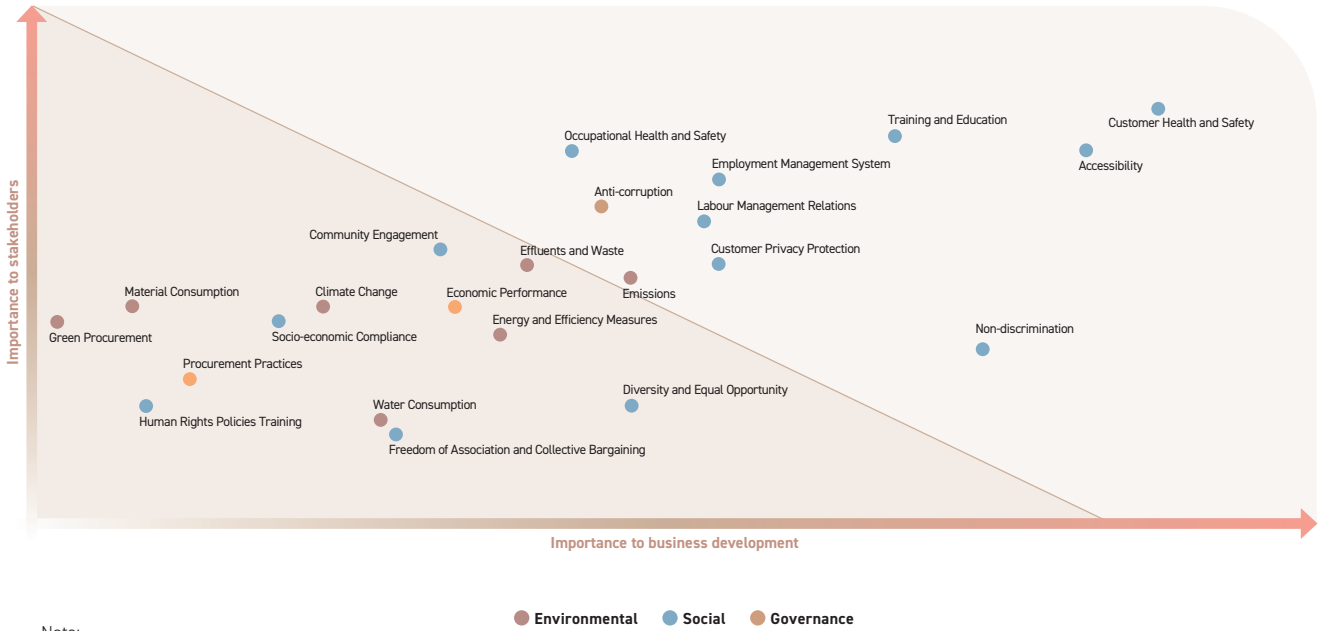 Importance to stakeholders
Customer Health and Safety
Training and Education
Occupational Health and Safety
Accessibility
Employment Management System
Anti-corruption
Labour Management Relations
Community Engagement
Customer Privacy Protection
Effluents and Waste
Material Consumption
Climate Change
Economic Performance
Emissions
Energy and Efficiency Measures
Green Procurement
Socio-economic Compliance
Non-discrimination
Procurement Practices
Diversity and Equal Opportunity
Water Consumption
Human Rights Policies Training
Freedom of Association and Collective Bargaining
Importance to business development
Environmental Social Governance
Note: